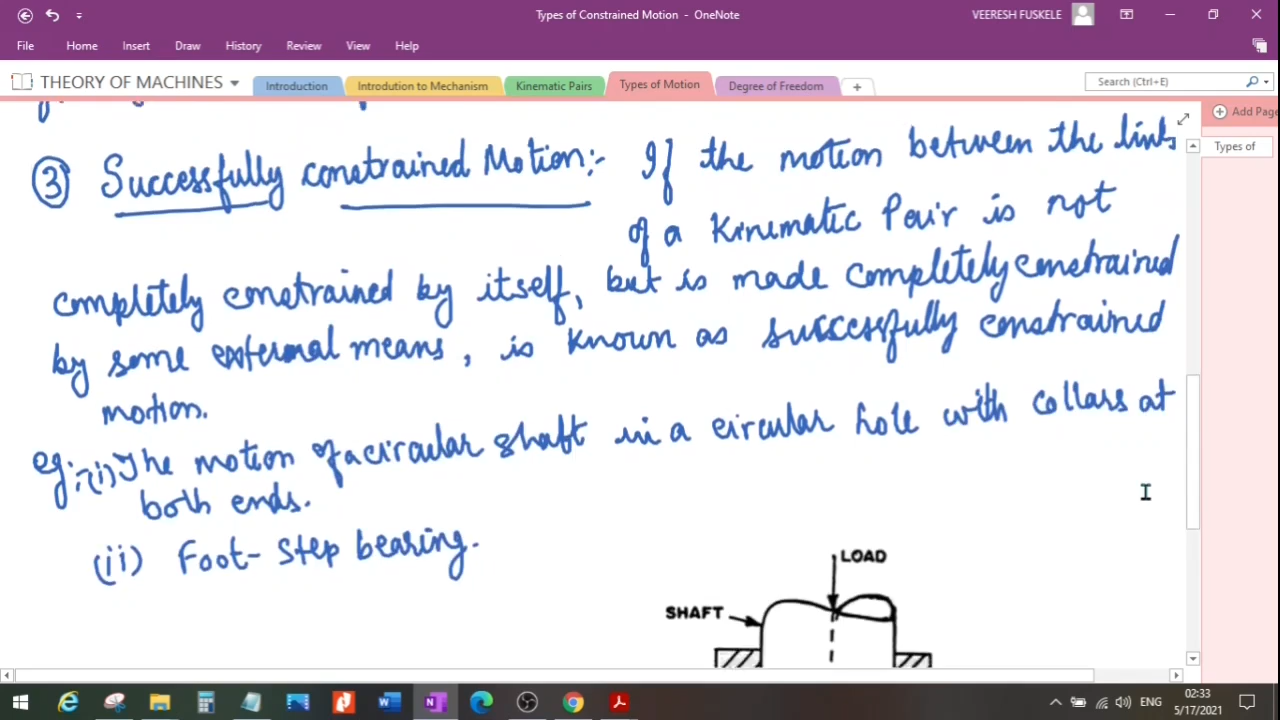 Types of Constrained Motion - OneNote
VEERESH FUSKELE
File Home Insert Draw History Review View Help
THEORY OF MACHINES
Introduction
Introdution to Mechanism
Kinematic Pairs
Types of Motion
Degree of Freedom
Search (Ctrl+E)
Add Page
Types of
③ Successfully constrained Motion:- If the motion between the links
of a Kinematic Pair is not
completely constrained by itself, but is made completely constrained
by some external means, is known as successfully constrained
motion.
eg:-(i) The motion of a circular shaft in a circular hole with collars at
both ends.
(ii) Foot-Step bearing.
LOAD
SHAFT
ENG
02:33
5/17/2021